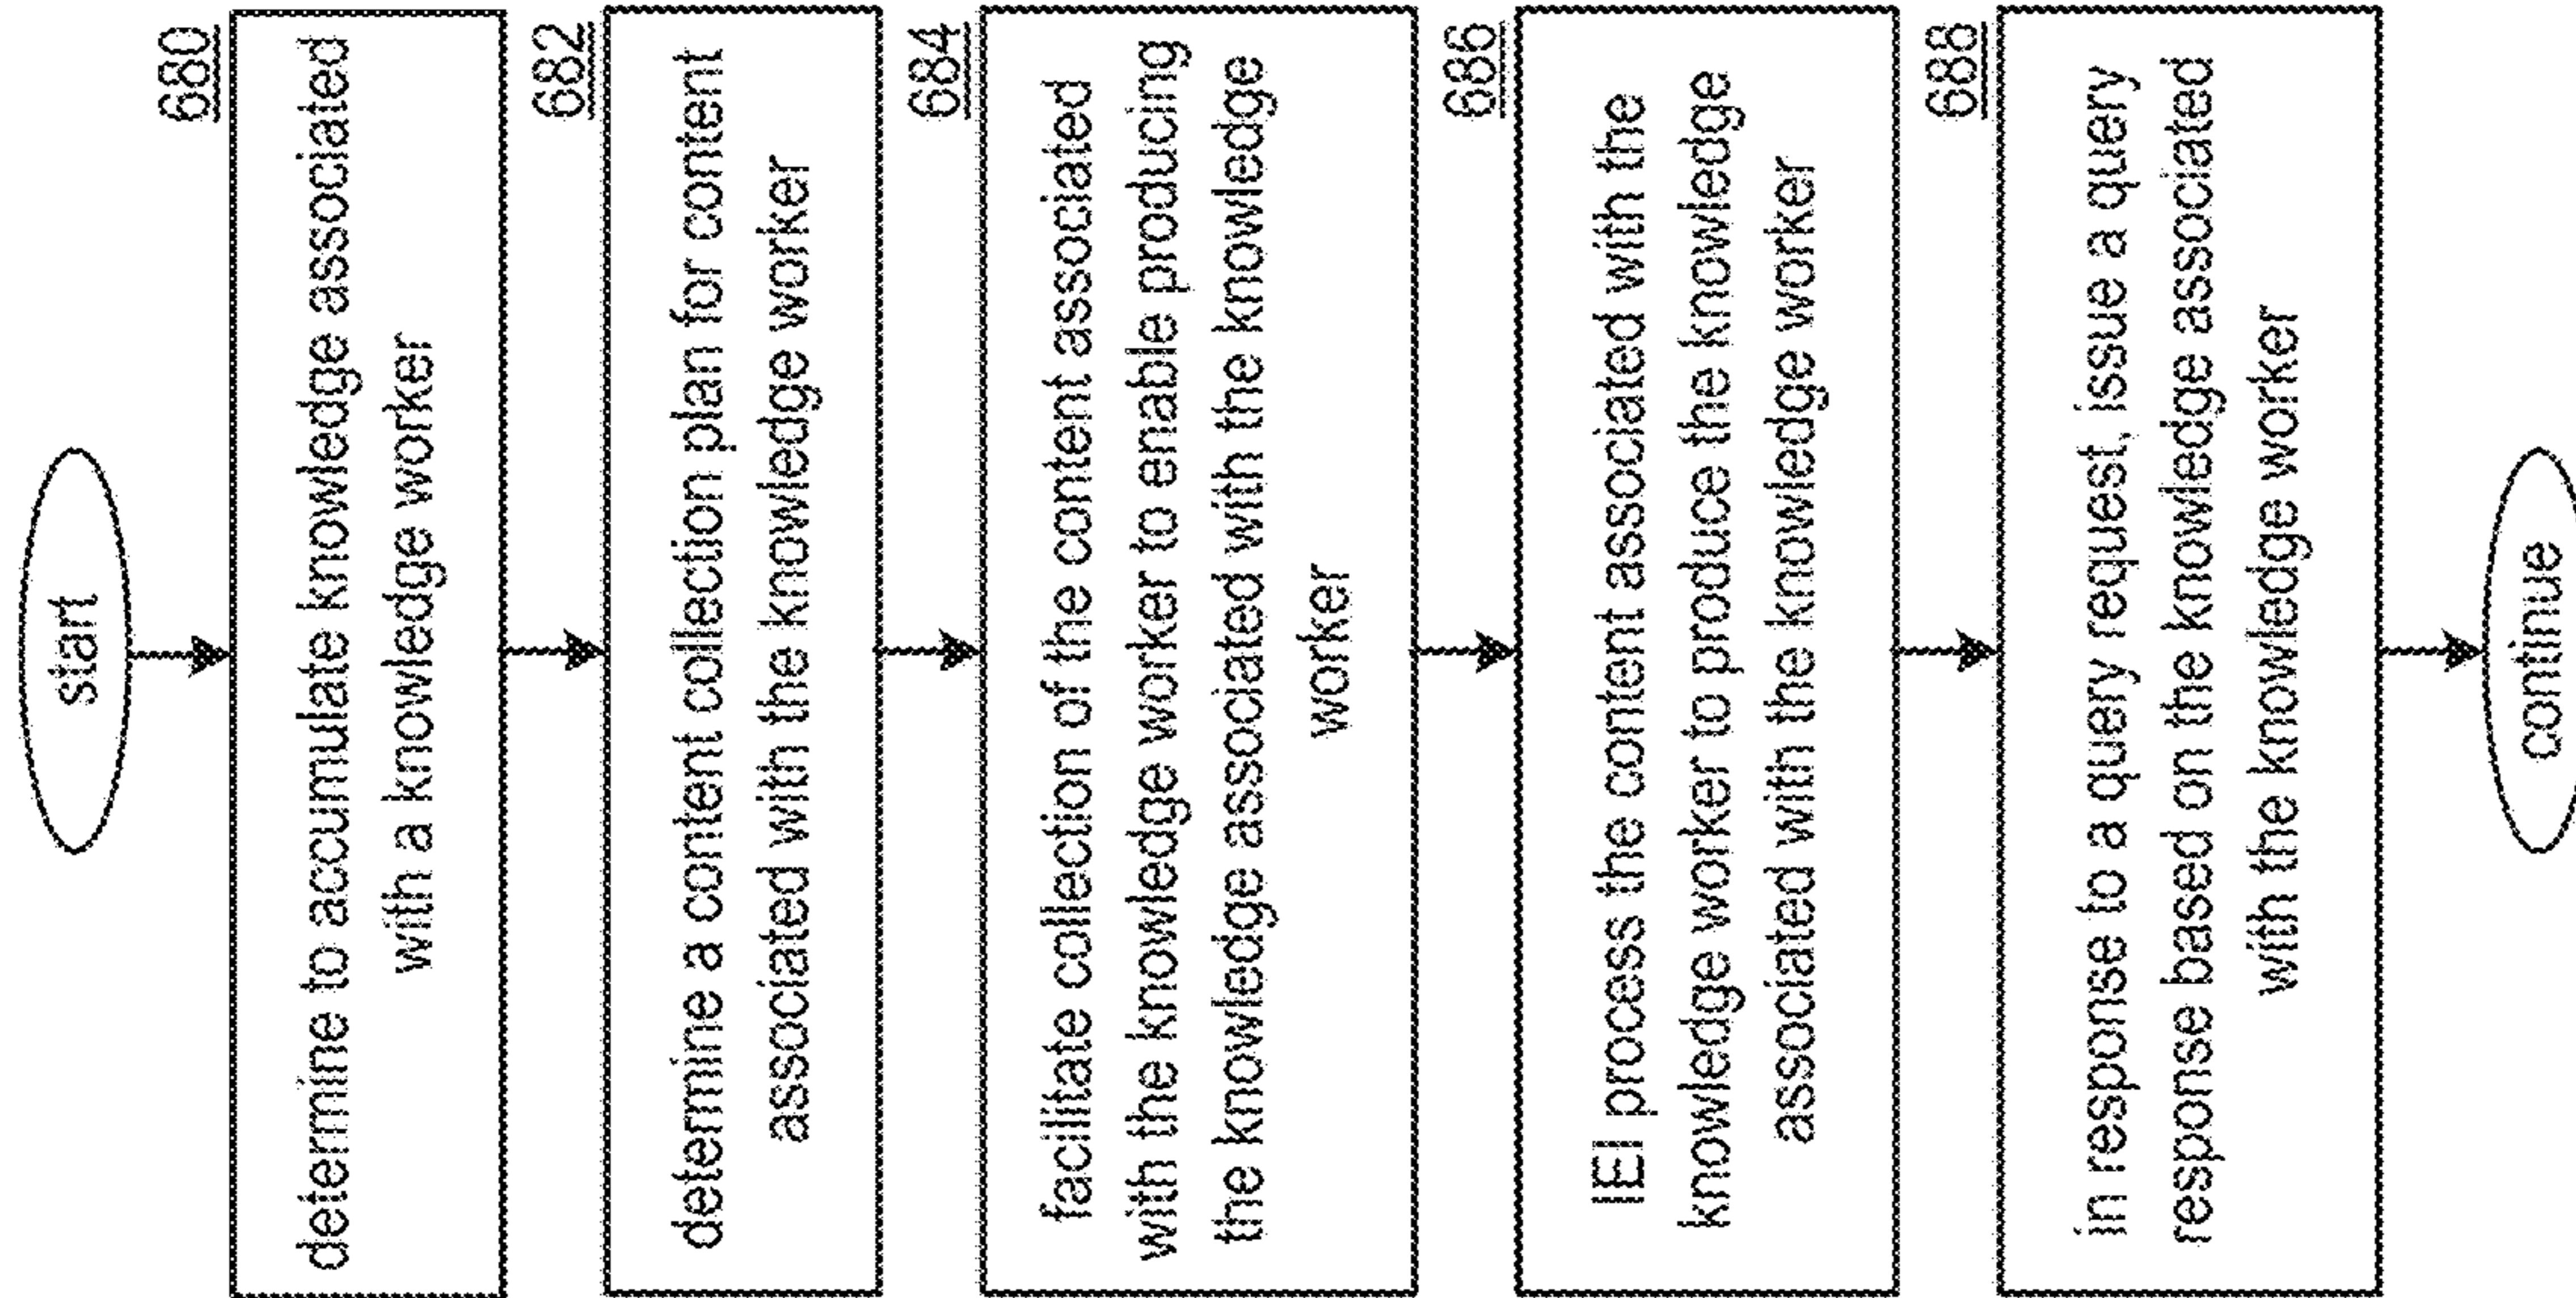 start
680
determine to accumulate knowledge associated
with a knowledge worker
682
determine a content collection plan for content
associated with the knowledge worker
684
facilitate collection of the content associated
with the knowledge worker to enable producing
the knowledge associated with the knowledge
worker
686
IEI process the content associated with the
knowledge worker to produce the knowledge
associated with the knowledge worker
688
in response to a query request, issue a query
response based on the knowledge associated
with the knowledge worker
continue